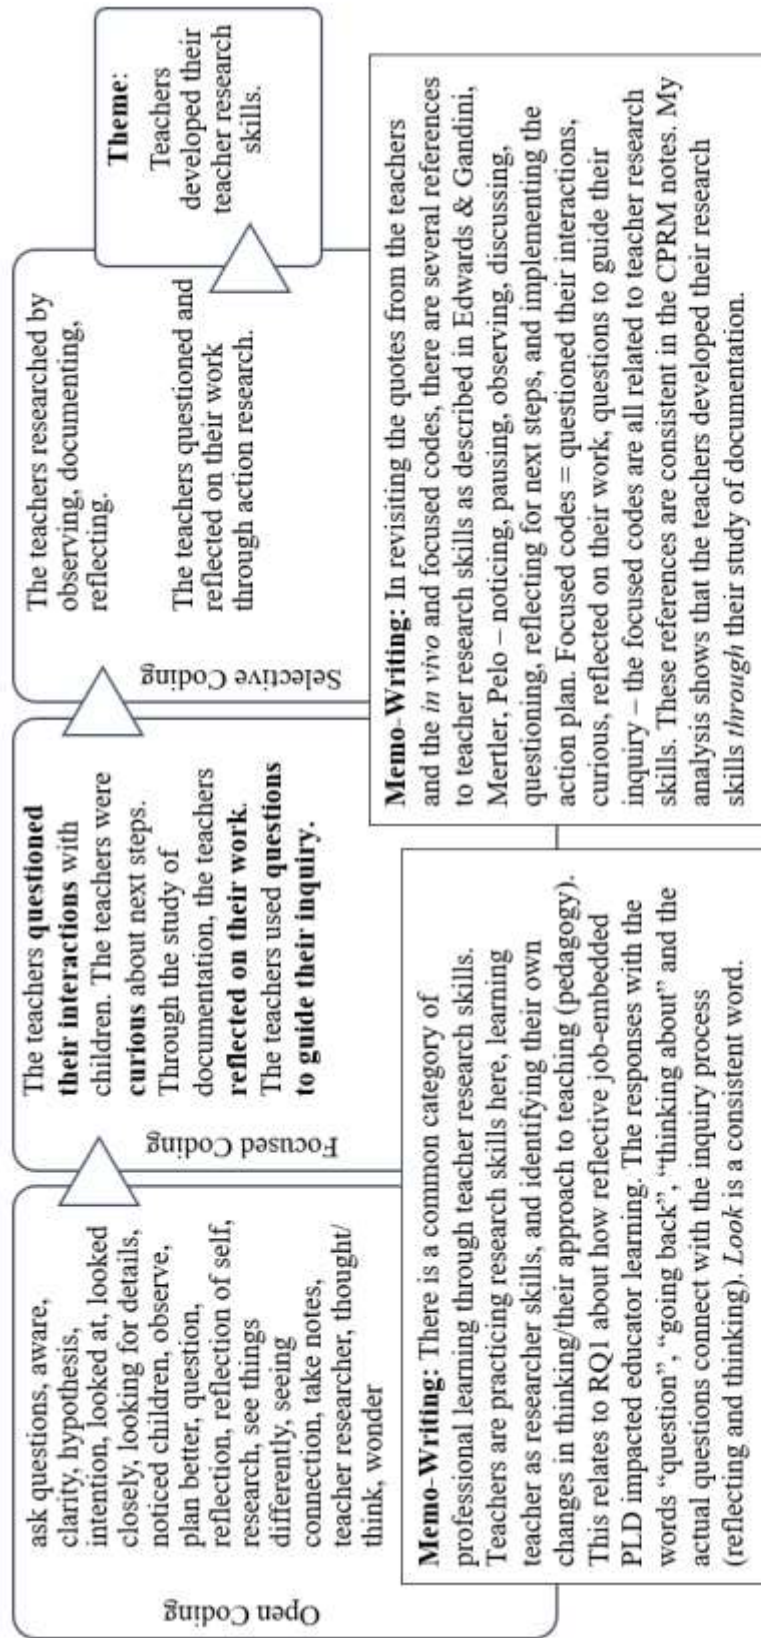 Open Coding
ask questions, aware,
clarity, hypothesis,
intention, looked at, looked
closely, looking for details,
noticed children, observe,
plan better, question,
reflection, reflection of self,
research, see things
differently, seeing
connection, take notes,
teacher researcher, thought/
think, wonder
Focused Coding
The teachers questioned
their interactions with
children. The teachers were
curious about next steps.
Through the study of
documentation, the teachers
reflected on their work.
The teachers used questions
to guide their inquiry.
Selective Coding
The teachers researched by
observing, documenting,
reflecting.
The teachers questioned and
reflected on their work
through action research.
Theme:
Teachers
developed their
teacher research
skills.
Memo-Writing: There is a common category of
professional learning through teacher research skills.
Teachers are practicing research skills here, learning
teacher as researcher skills, and identifying their own
changes in thinking/their approach to teaching (pedagogy).
This relates to RQ1 about how reflective job-embedded
PLD impacted educator learning. The responses with the
words “question”, “going back”, “thinking about” and the
actual questions connect with the inquiry process
(reflecting and thinking). Look is a consistent word.
Memo-Writing: In revisiting the quotes from the teachers
and the in vivo and focused codes, there are several references
to teacher research skills as described in Edwards & Gandini,
Mertler, Pelo – noticing, pausing, observing, discussing,
questioning, reflecting for next steps, and implementing the
action plan. Focused codes = questioned their interactions,
curious, reflected on their work, questions to guide their
inquiry – the focused codes are all related to teacher research
skills. These references are consistent in the CPRM notes. My
analysis shows that the teachers developed their research
skills through their study of documentation.